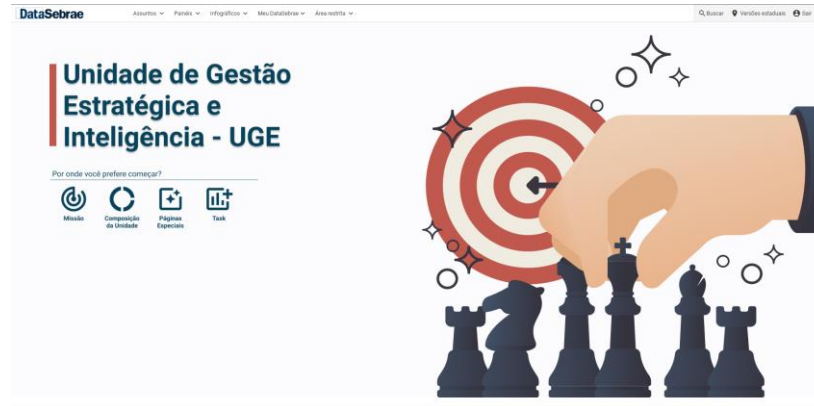 DataSebrae
Assuntos Painéis Infográficos Meu DataSebrae Área restrita
Buscar Versões estaduais Sair
Unidade de Gestão
Estratégica e
Inteligência - UGE
Por onde você prefere começar?
Missão
Composição
da Unidade
Páginas
Especiais
Task